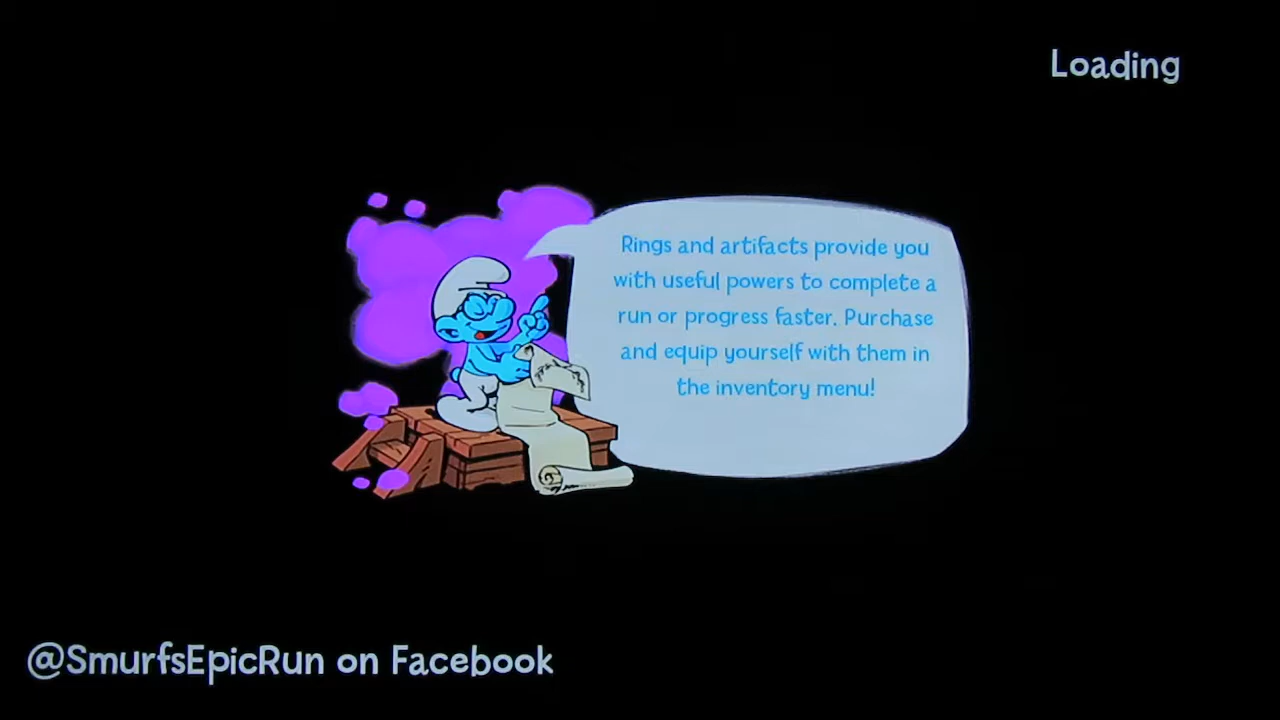 Loading
Rings and artifacts provide you
with useful powers to complete a
run or progress faster. Purchase
and equip yourself with them in
the inventory menu!
@SmurfsEpicRun on Facebook